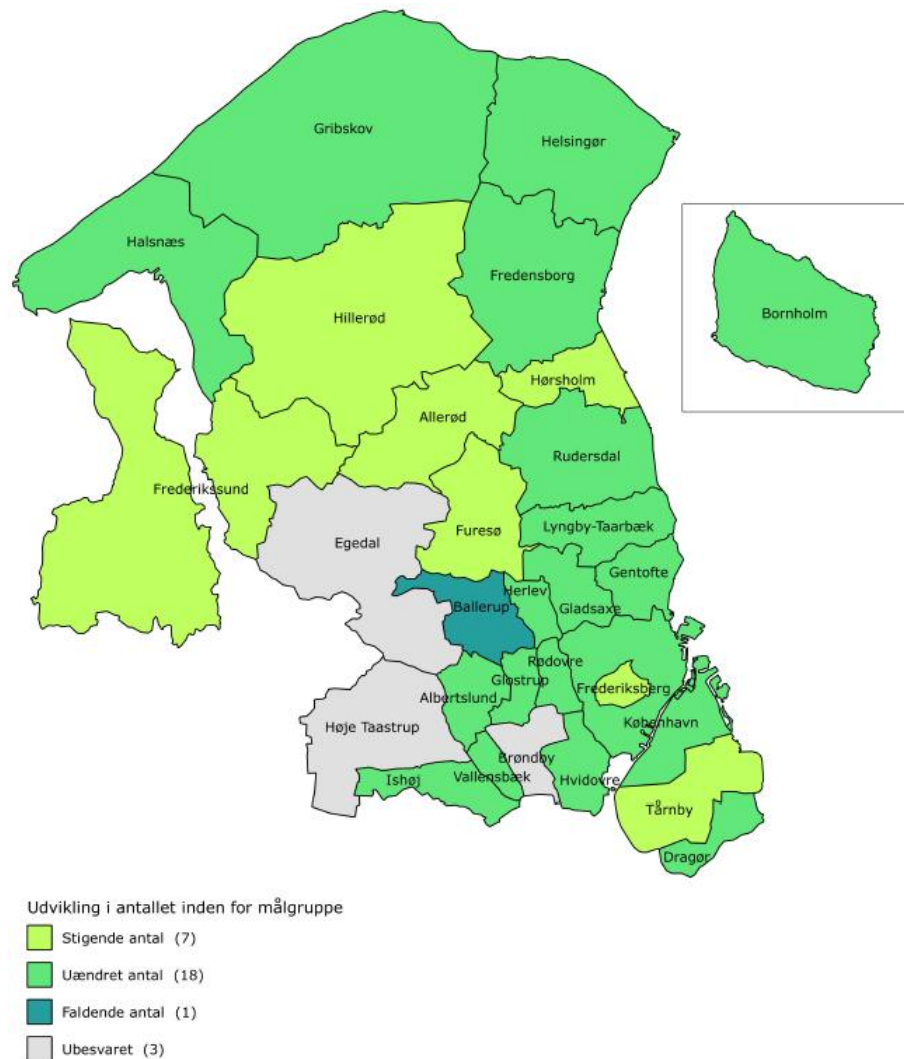 Gribskov
Helsingør
Halsnæs
Fredensborg
Bornholm
Hillerød
Hørsholm
Allerød
Rudersdal
Frederikssund
Egedal
Furesø
Lyngby-Taarbæk
Gentofte
Herlev
Gladsaxe
Ballerup
Rødovre
Glostrup
Frederiksberg
Albertslund
Høje Taastrup
København
Brøndby
Ishøj
Vallensbæk
Hvidovre
Tårnby
Dragør
Udvikling i antallet inden for målgruppe
Stigende antal (7)
Uændret antal (18)
Faldende antal (1)
Ubesvaret (3)